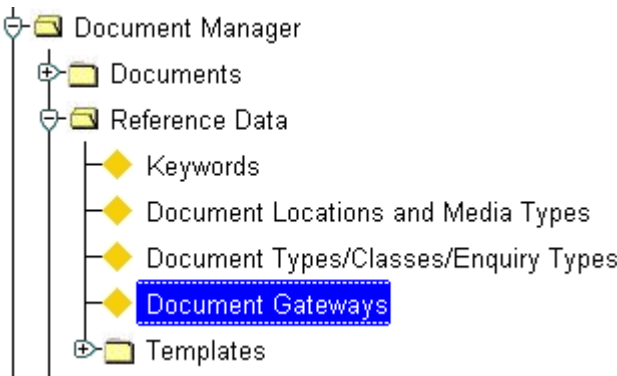 Document Manager
Documents
Reference Data
Keywords
Document Locations and Media Types
Document Types/Classes/Enquiry Types
Document Gateways
Templates